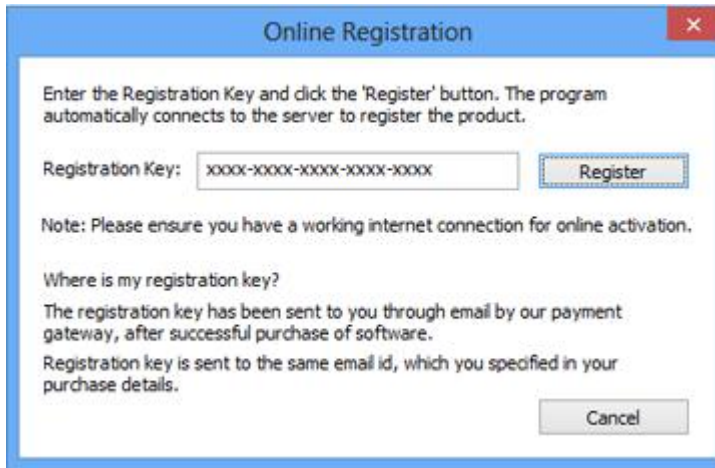 Online Registration
Enter the Registration Key and click the 'Register' button. The program
automatically connects to the server to register the product.
Registration Key: xxxx-xxxx-xxxx-xxxx-xxxx Register
Note: Please ensure you have a working internet connection for online activation.
Where is my registration key?
The registration key has been sent to you through email by our payment
gateway, after successful purchase of software.
Registration key is sent to the same email id, which you specified in your
purchase details.
Cancel